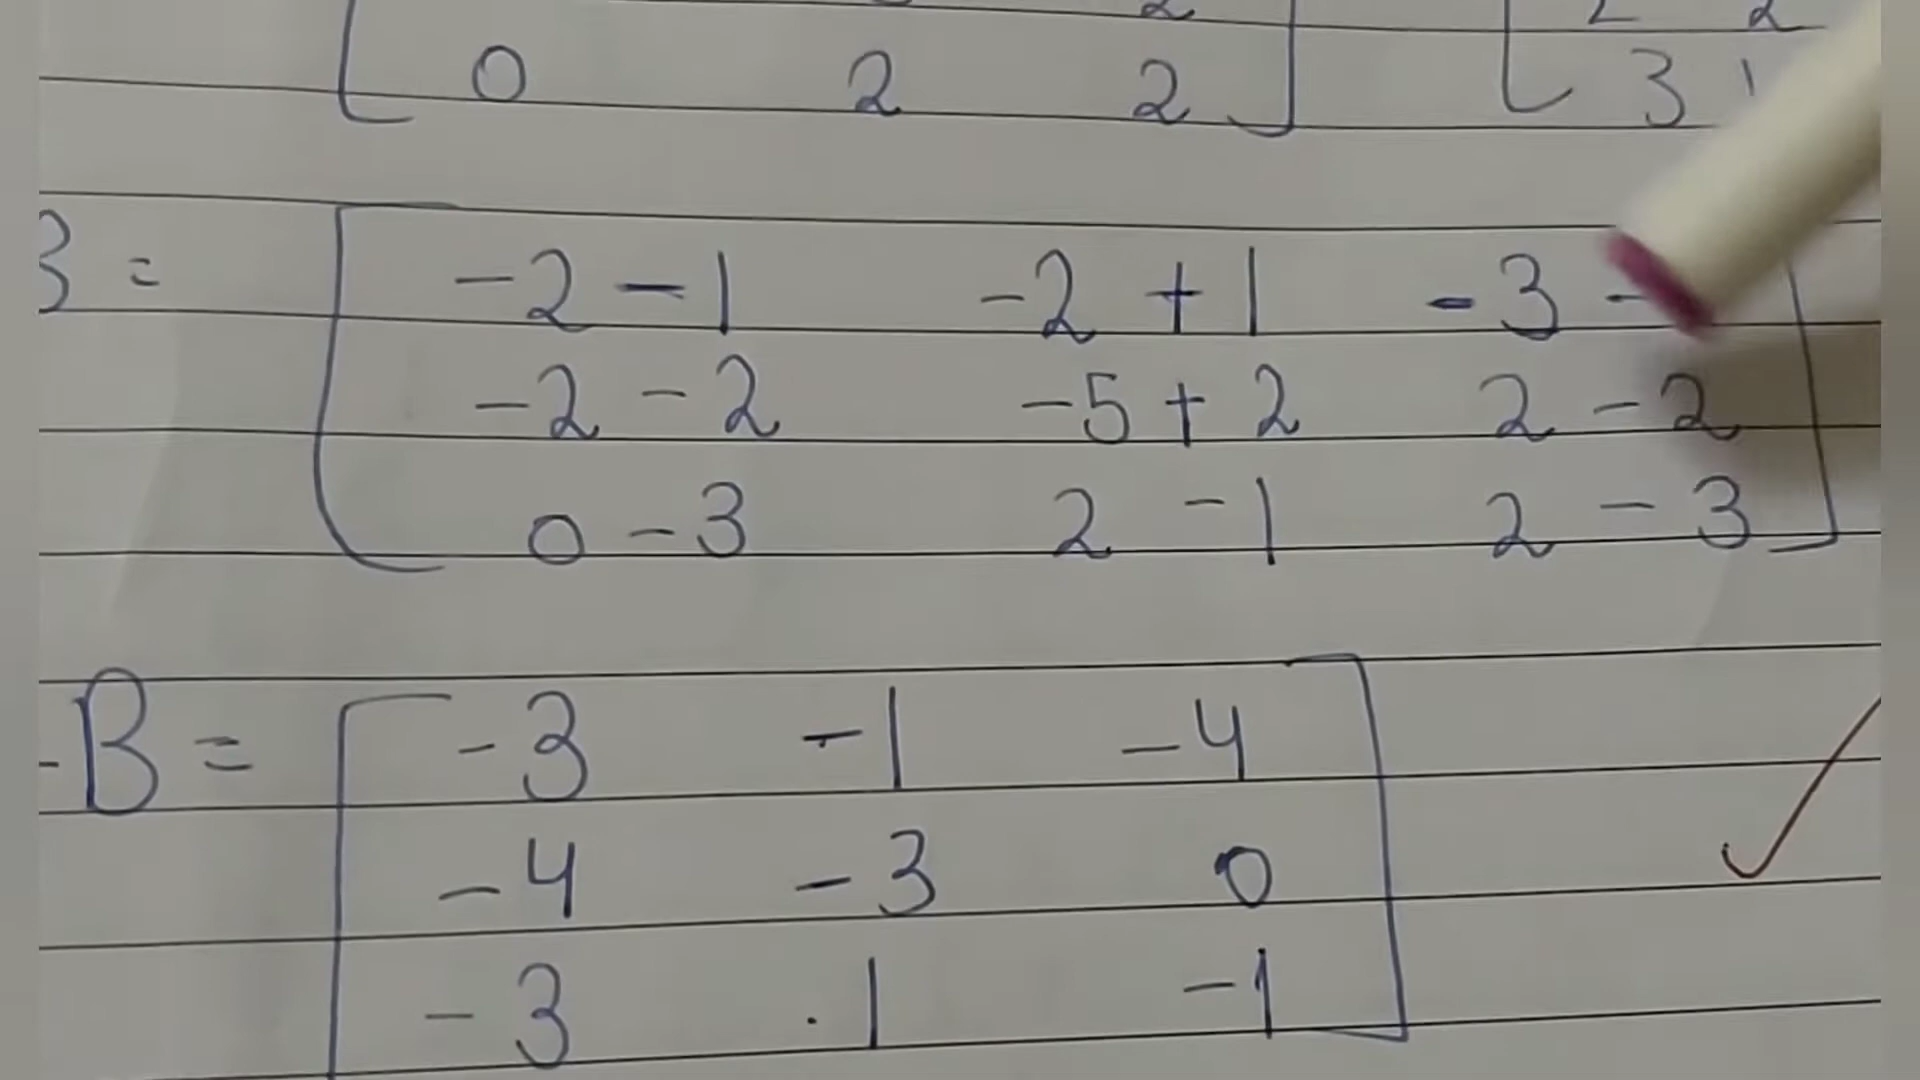 0 2 2 3 1
B = -2 - 1 -2 + 1 -3 -
-2 - 2 -5 + 2 2 - 2
0 - 3 2 - 1 2 - 3
-B = -3 -1 -4
-4 -3 0
-3 .1 -1